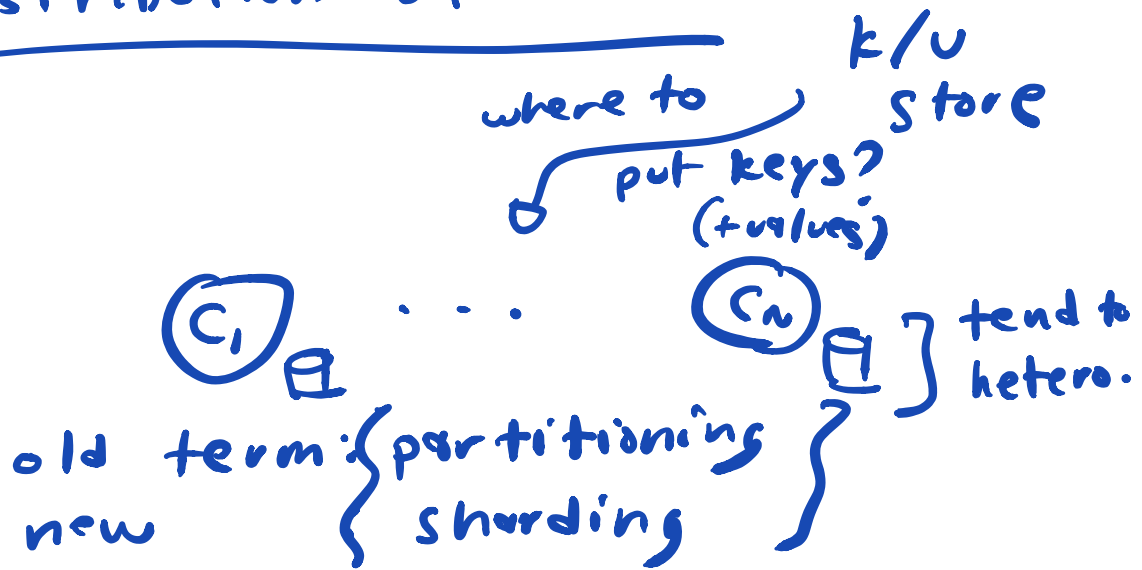 k/v
store
where to
put keys?
(+values)
C1 . . . CN
tend to
hetero.
old term: { partitioning }
new { sharding }